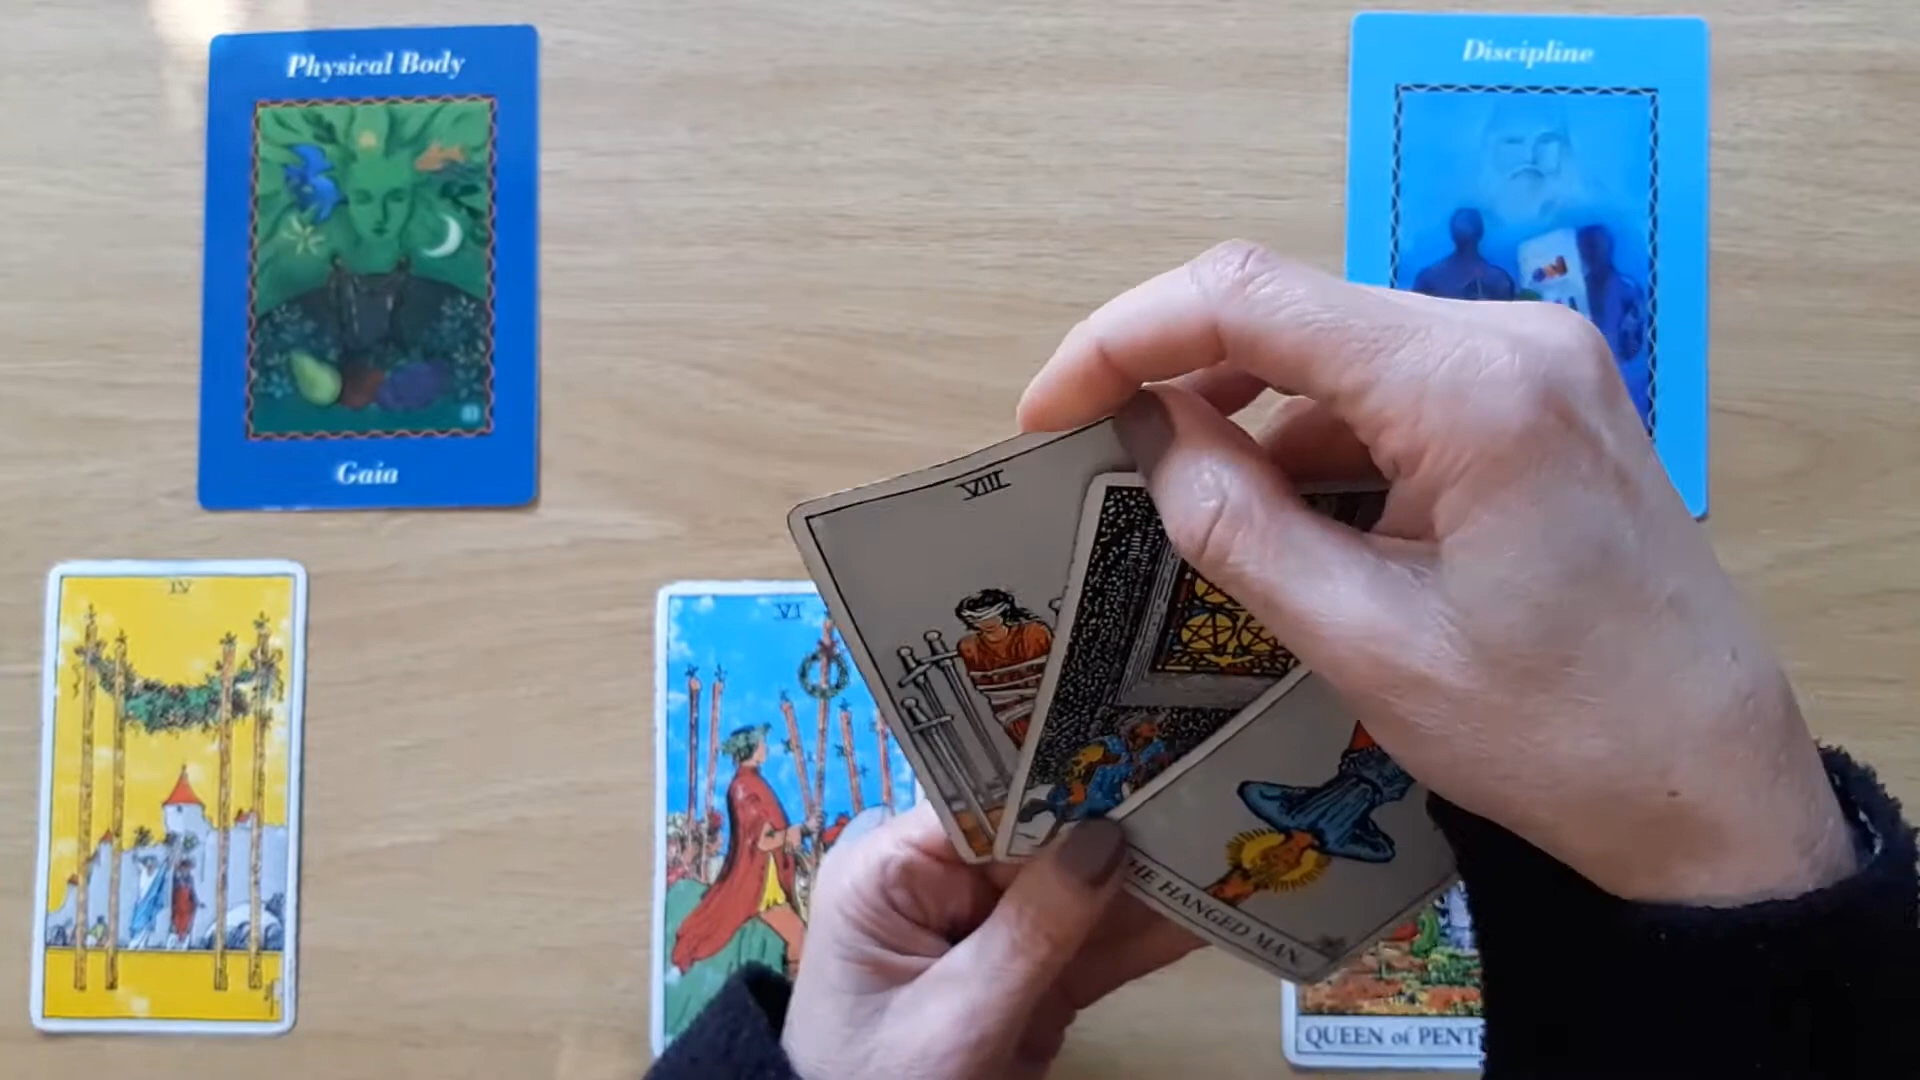 Physical Body
Gaia
Discipline
VIII
THE HANGED MAN.
IV
VI
QUEEN of PENT